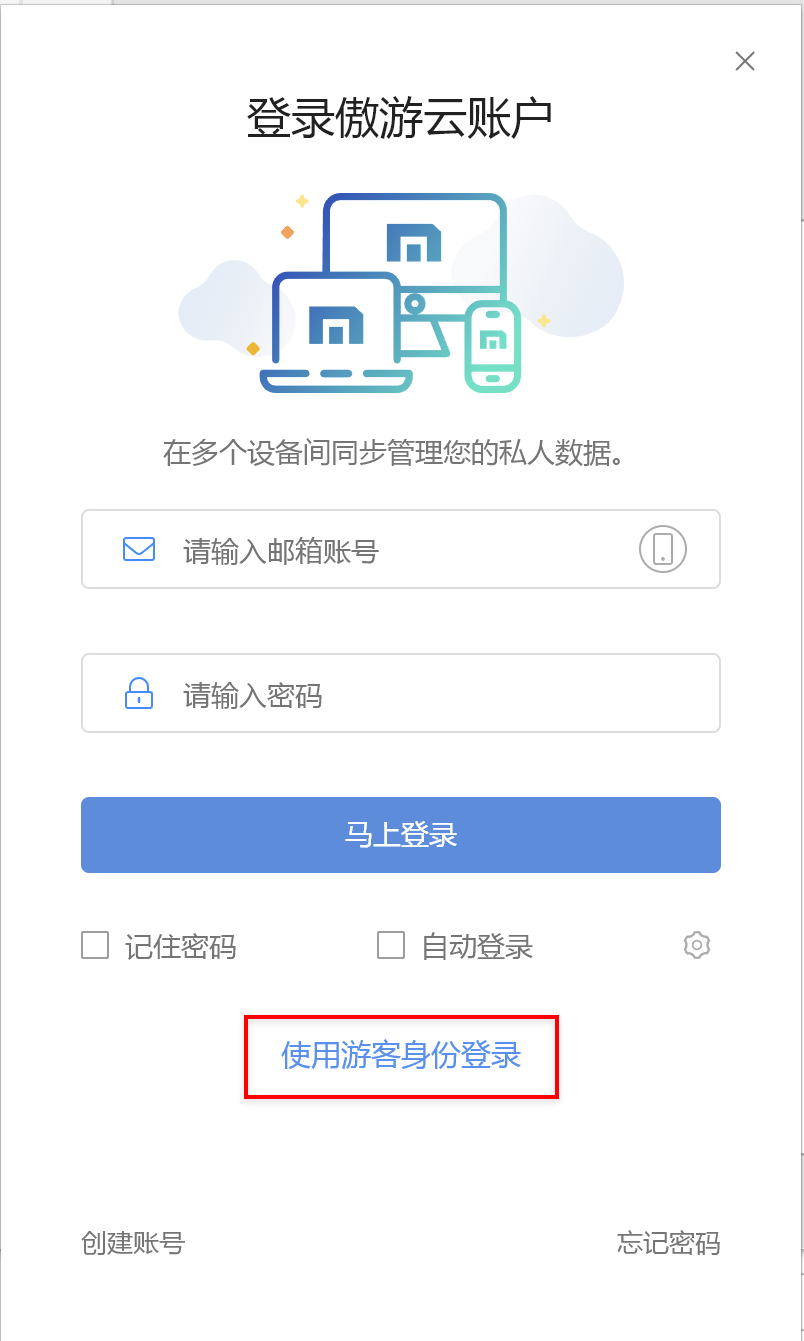 登录傲游云账户
在多个设备间同步管理您的私人数据。
请输入邮箱账号
请输入密码
马上登录
记住密码 自动登录
使用游客身份登录
创建账号 忘记密码